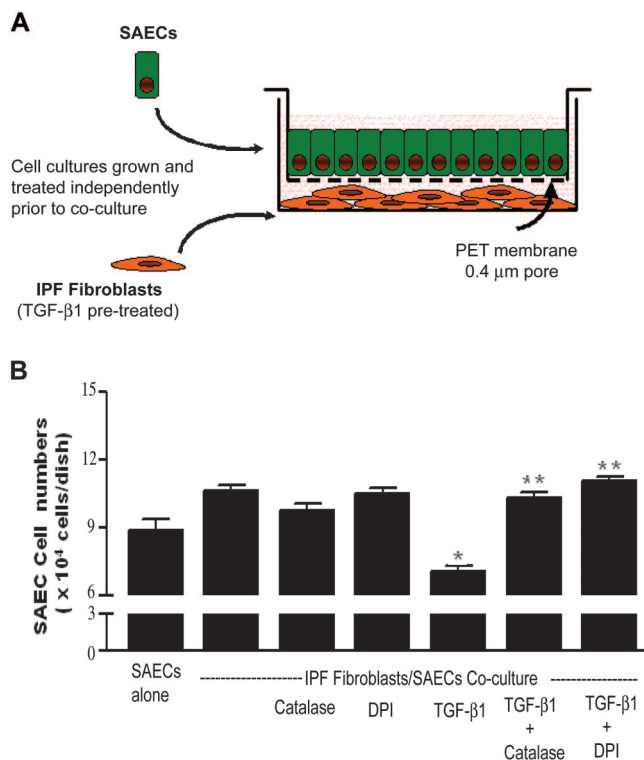 A
SAECs
Cell cultures grown and
treated independently
prior to co-culture
IPF Fibroblasts
(TGF-β1 pre-treated)
PET membrane
0.4 μm pore
B
SAEC Cell numbers
( x 10⁴ cells/dish)
15
12
9
6
3
0
*
**
**
SAECs
alone
--------------------IPF Fibroblasts/SAECs Co-culture --------------------
Catalase
DPI
TGF-β1
TGF-β1
+
Catalase
TGF-β1
+
DPI